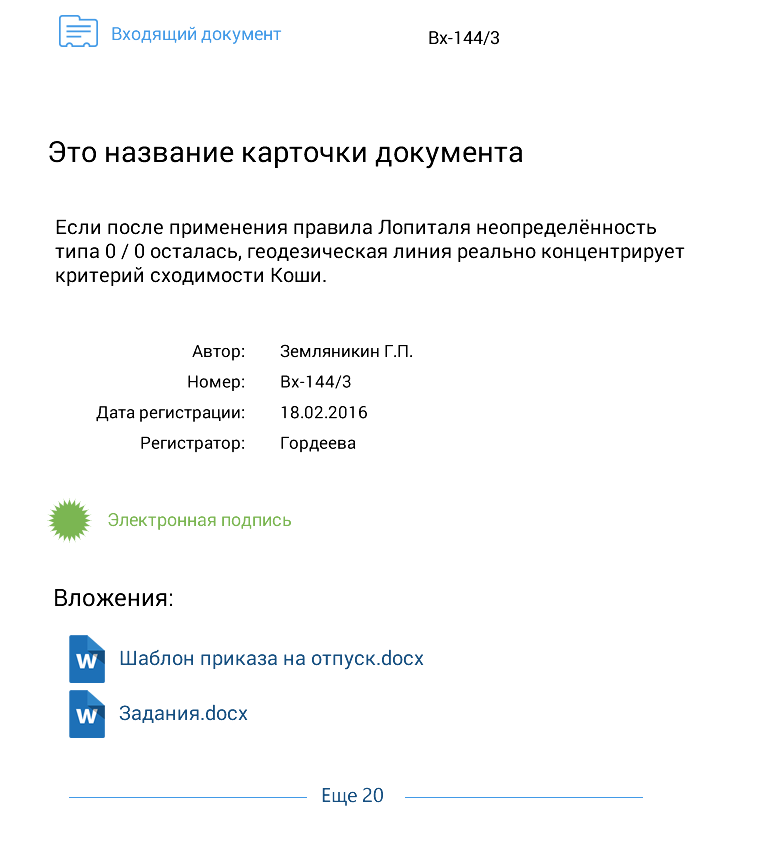 Входящий документ Вх-144/3
Это название карточки документа
Если после применения правила Лопиталя неопределённость
типа 0 / 0 осталась, геодезическая линия реально концентрирует
критерий сходимости Коши.
Автор: Земляникин Г.П.
Номер: Вх-144/3
Дата регистрации: 18.02.2016
Регистратор: Гордеева
Электронная подпись
Вложения:
W Шаблон приказа на отпуск.docx
W Задания.docx
Еще 20